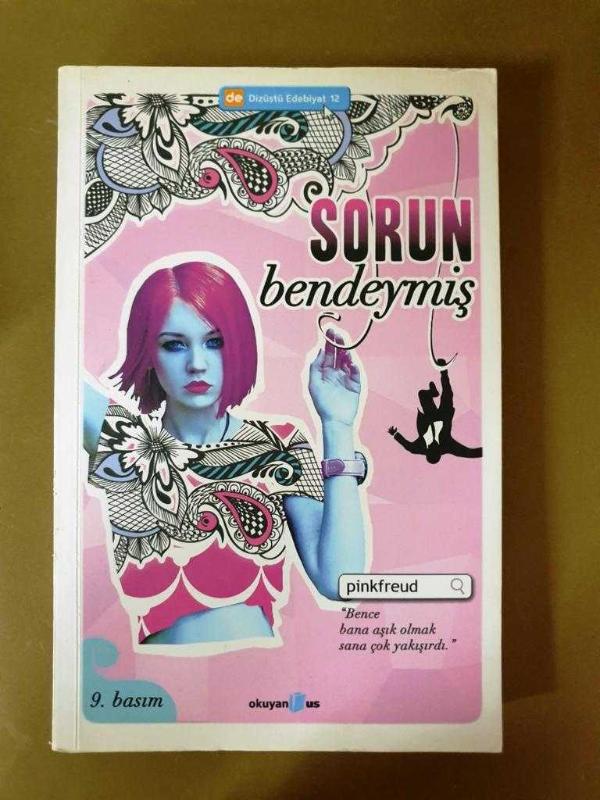 de Dizüstü Edebiyat 12
SORUN
bendeymiş
pinkfreud
"Bence
bana aşık olmak
sana çok yakışırdı."
9. basım
okuyan us